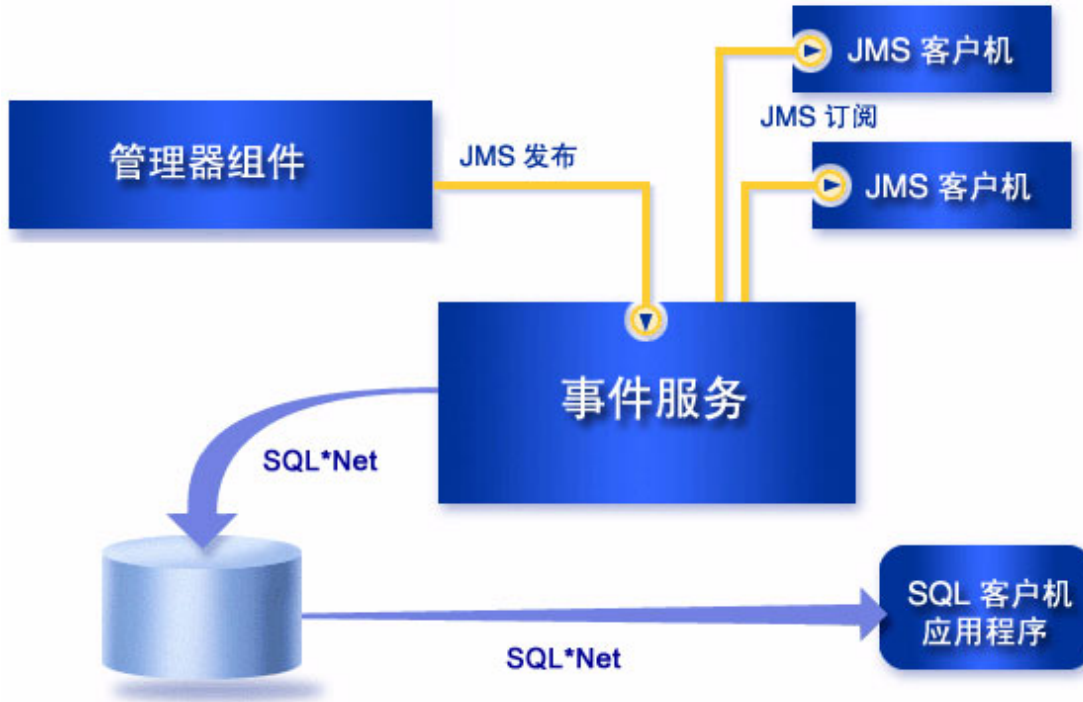 JMS 客户机
JMS 订阅
管理器组件
JMS 发布
JMS 客户机
事件服务
SQL*Net
SQL 客户机
应用程序
SQL*Net